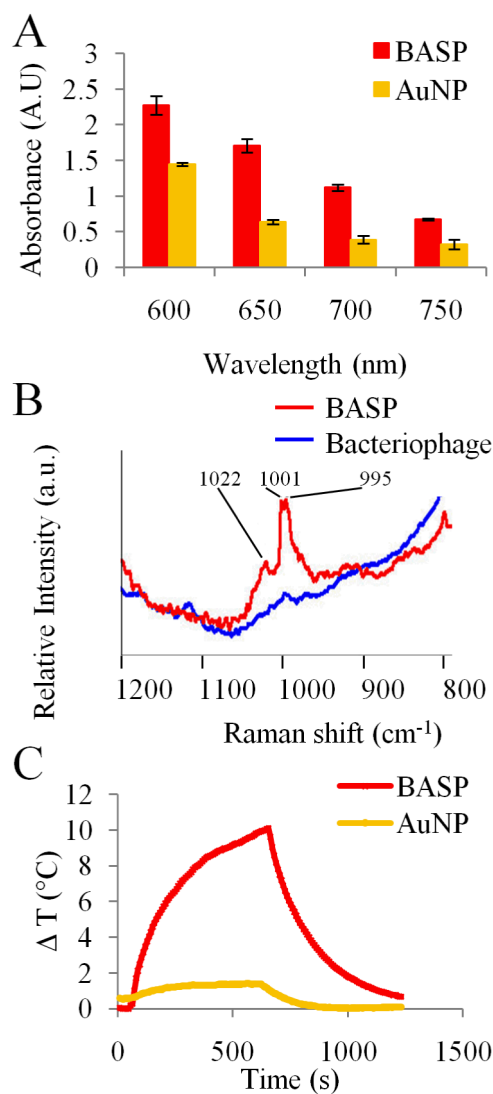 A
Absorbance (A.U)
3
2.5
2
1.5
1
0.5
0
BASP
AuNP
600 650 700 750
Wavelength (nm)
B
BASP
Bacteriophage
Relative Intensity (a.u.)
1022 1001 995
1200 1100 1000 900 800
Raman shift (cm⁻¹)
C
BASP
AuNP
Δ T (°C)
12
10
8
6
4
2
0
0 500 1000 1500
Time (s)